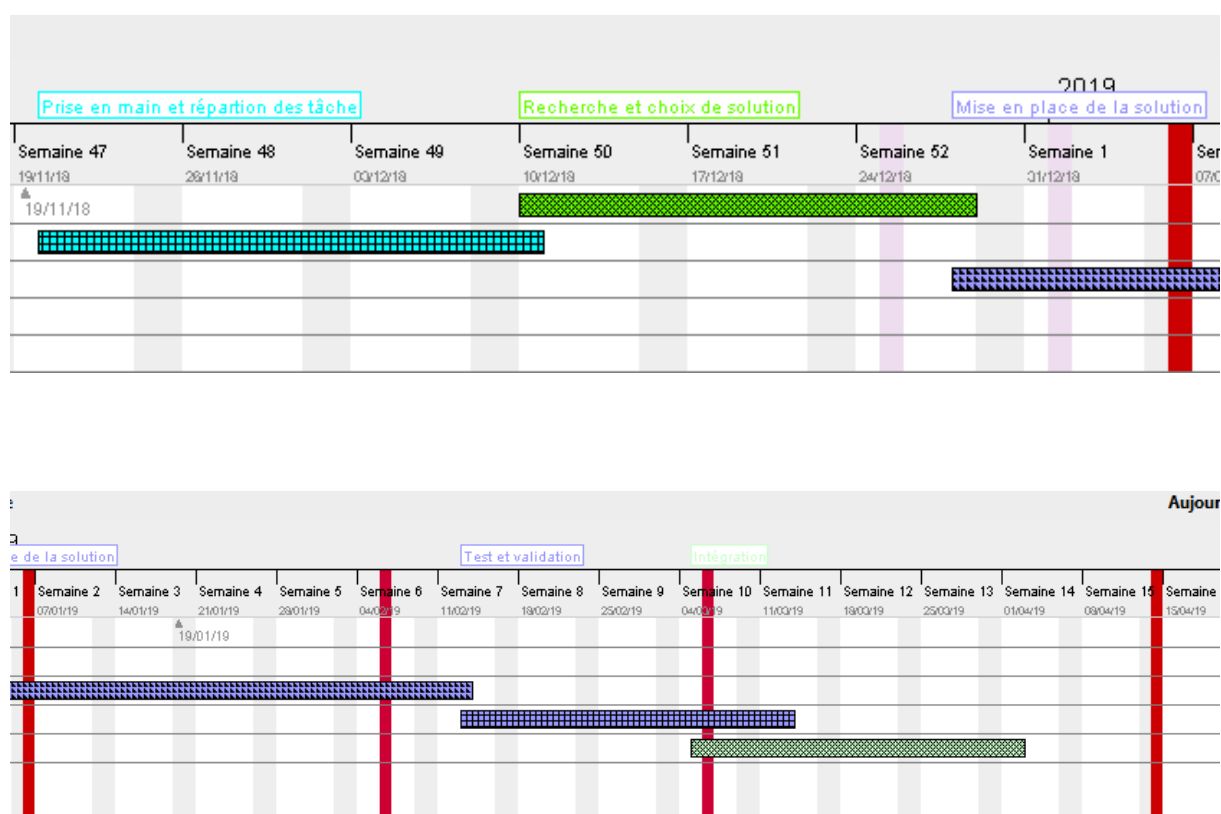 2019
Prise en main et répartion des tâche Recherche et choix de solution Mise en place de la solution
Semaine 47 Semaine 48 Semaine 49 Semaine 50 Semaine 51 Semaine 52 Semaine 1 Ser
19/11/18 26/11/18 03/12/18 10/12/18 17/12/18 24/12/18 31/12/18 07/0
19/11/18
Aujour
e de la solution Test et validation Intégration
1 Semaine 2 Semaine 3 Semaine 4 Semaine 5 Semaine 6 Semaine 7 Semaine 8 Semaine 9 Semaine 10 Semaine 11 Semaine 12 Semaine 13 Semaine 14 Semaine 15 Semaine
07/01/19 14/01/19 21/01/19 28/01/19 04/02/19 11/02/19 18/02/19 25/02/19 04/03/19 11/03/19 18/03/19 25/03/19 01/04/19 08/04/19 15/04/19
19/01/19